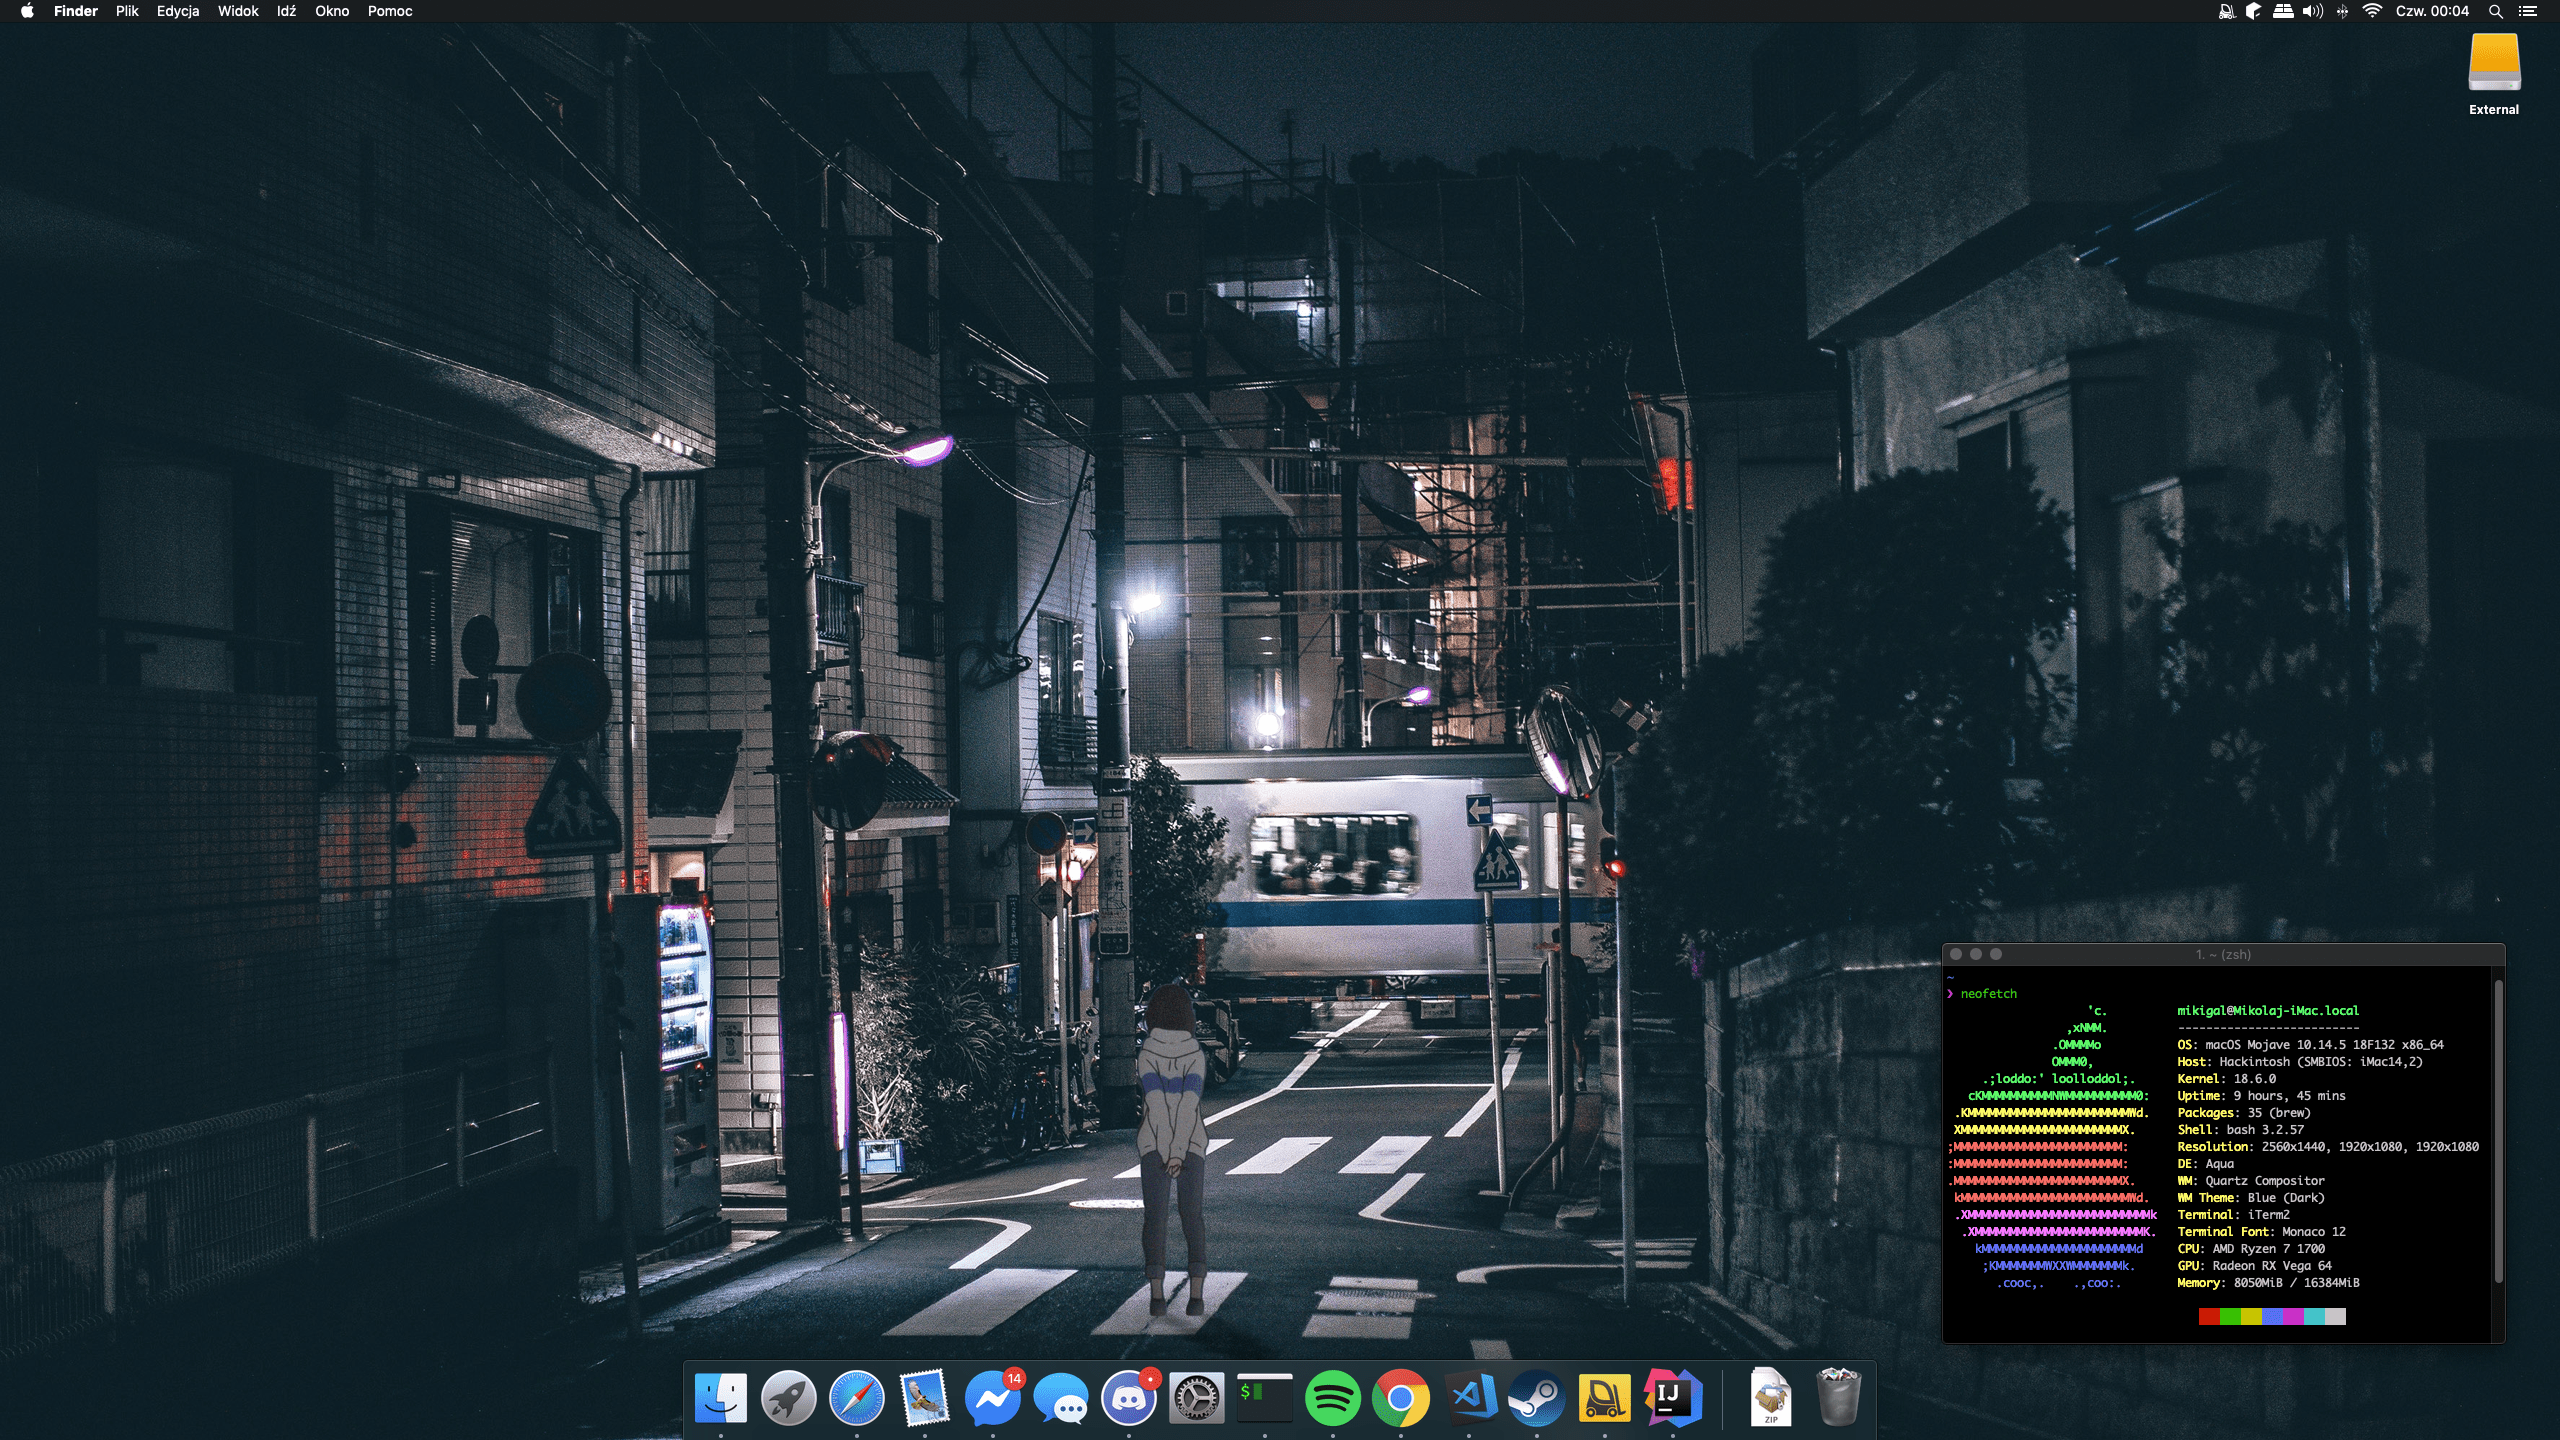 Finder Plik Edycja Widok Idź Okno Pomoc
Czw. 00:04
External
1. ~ (zsh)
~
❯ neofetch
'c.
,xNMM.
.OMMMMo
OMMM0,
.;loddo:' loolloddol;.
cKMMMMMMMMMMNWMMMMMMMMMM0:
.KMMMMMMMMMMMMMMMMMMMMMMMWd.
XMMMMMMMMMMMMMMMMMMMMMMMX.
;MMMMMMMMMMMMMMMMMMMMMMMM:
:MMMMMMMMMMMMMMMMMMMMMMMM:
.MMMMMMMMMMMMMMMMMMMMMMMMX.
kMMMMMMMMMMMMMMMMMMMMMMMMWd.
.XMMMMMMMMMMMMMMMMMMMMMMMMMMk
.XMMMMMMMMMMMMMMMMMMMMMMMMK.
kMMMMMMMMMMMMMMMMMMMMMMd
;KMMMMMMMWXXWMMMMMMMk.
.cooc,. .,coo:.
mikigal@Mikolaj-iMac.local
--------------------------
OS: macOS Mojave 10.14.5 18F132 x86_64
Host: Hackintosh (SMBIOS: iMac14,2)
Kernel: 18.6.0
Uptime: 9 hours, 45 mins
Packages: 35 (brew)
Shell: bash 3.2.57
Resolution: 2560x1440, 1920x1080, 1920x1080
DE: Aqua
WM: Quartz Compositor
WM Theme: Blue (Dark)
Terminal: iTerm2
Terminal Font: Monaco 12
CPU: AMD Ryzen 7 1700
GPU: Radeon RX Vega 64
Memory: 8050MiB / 16384MiB
14
$
IJ
ZIP